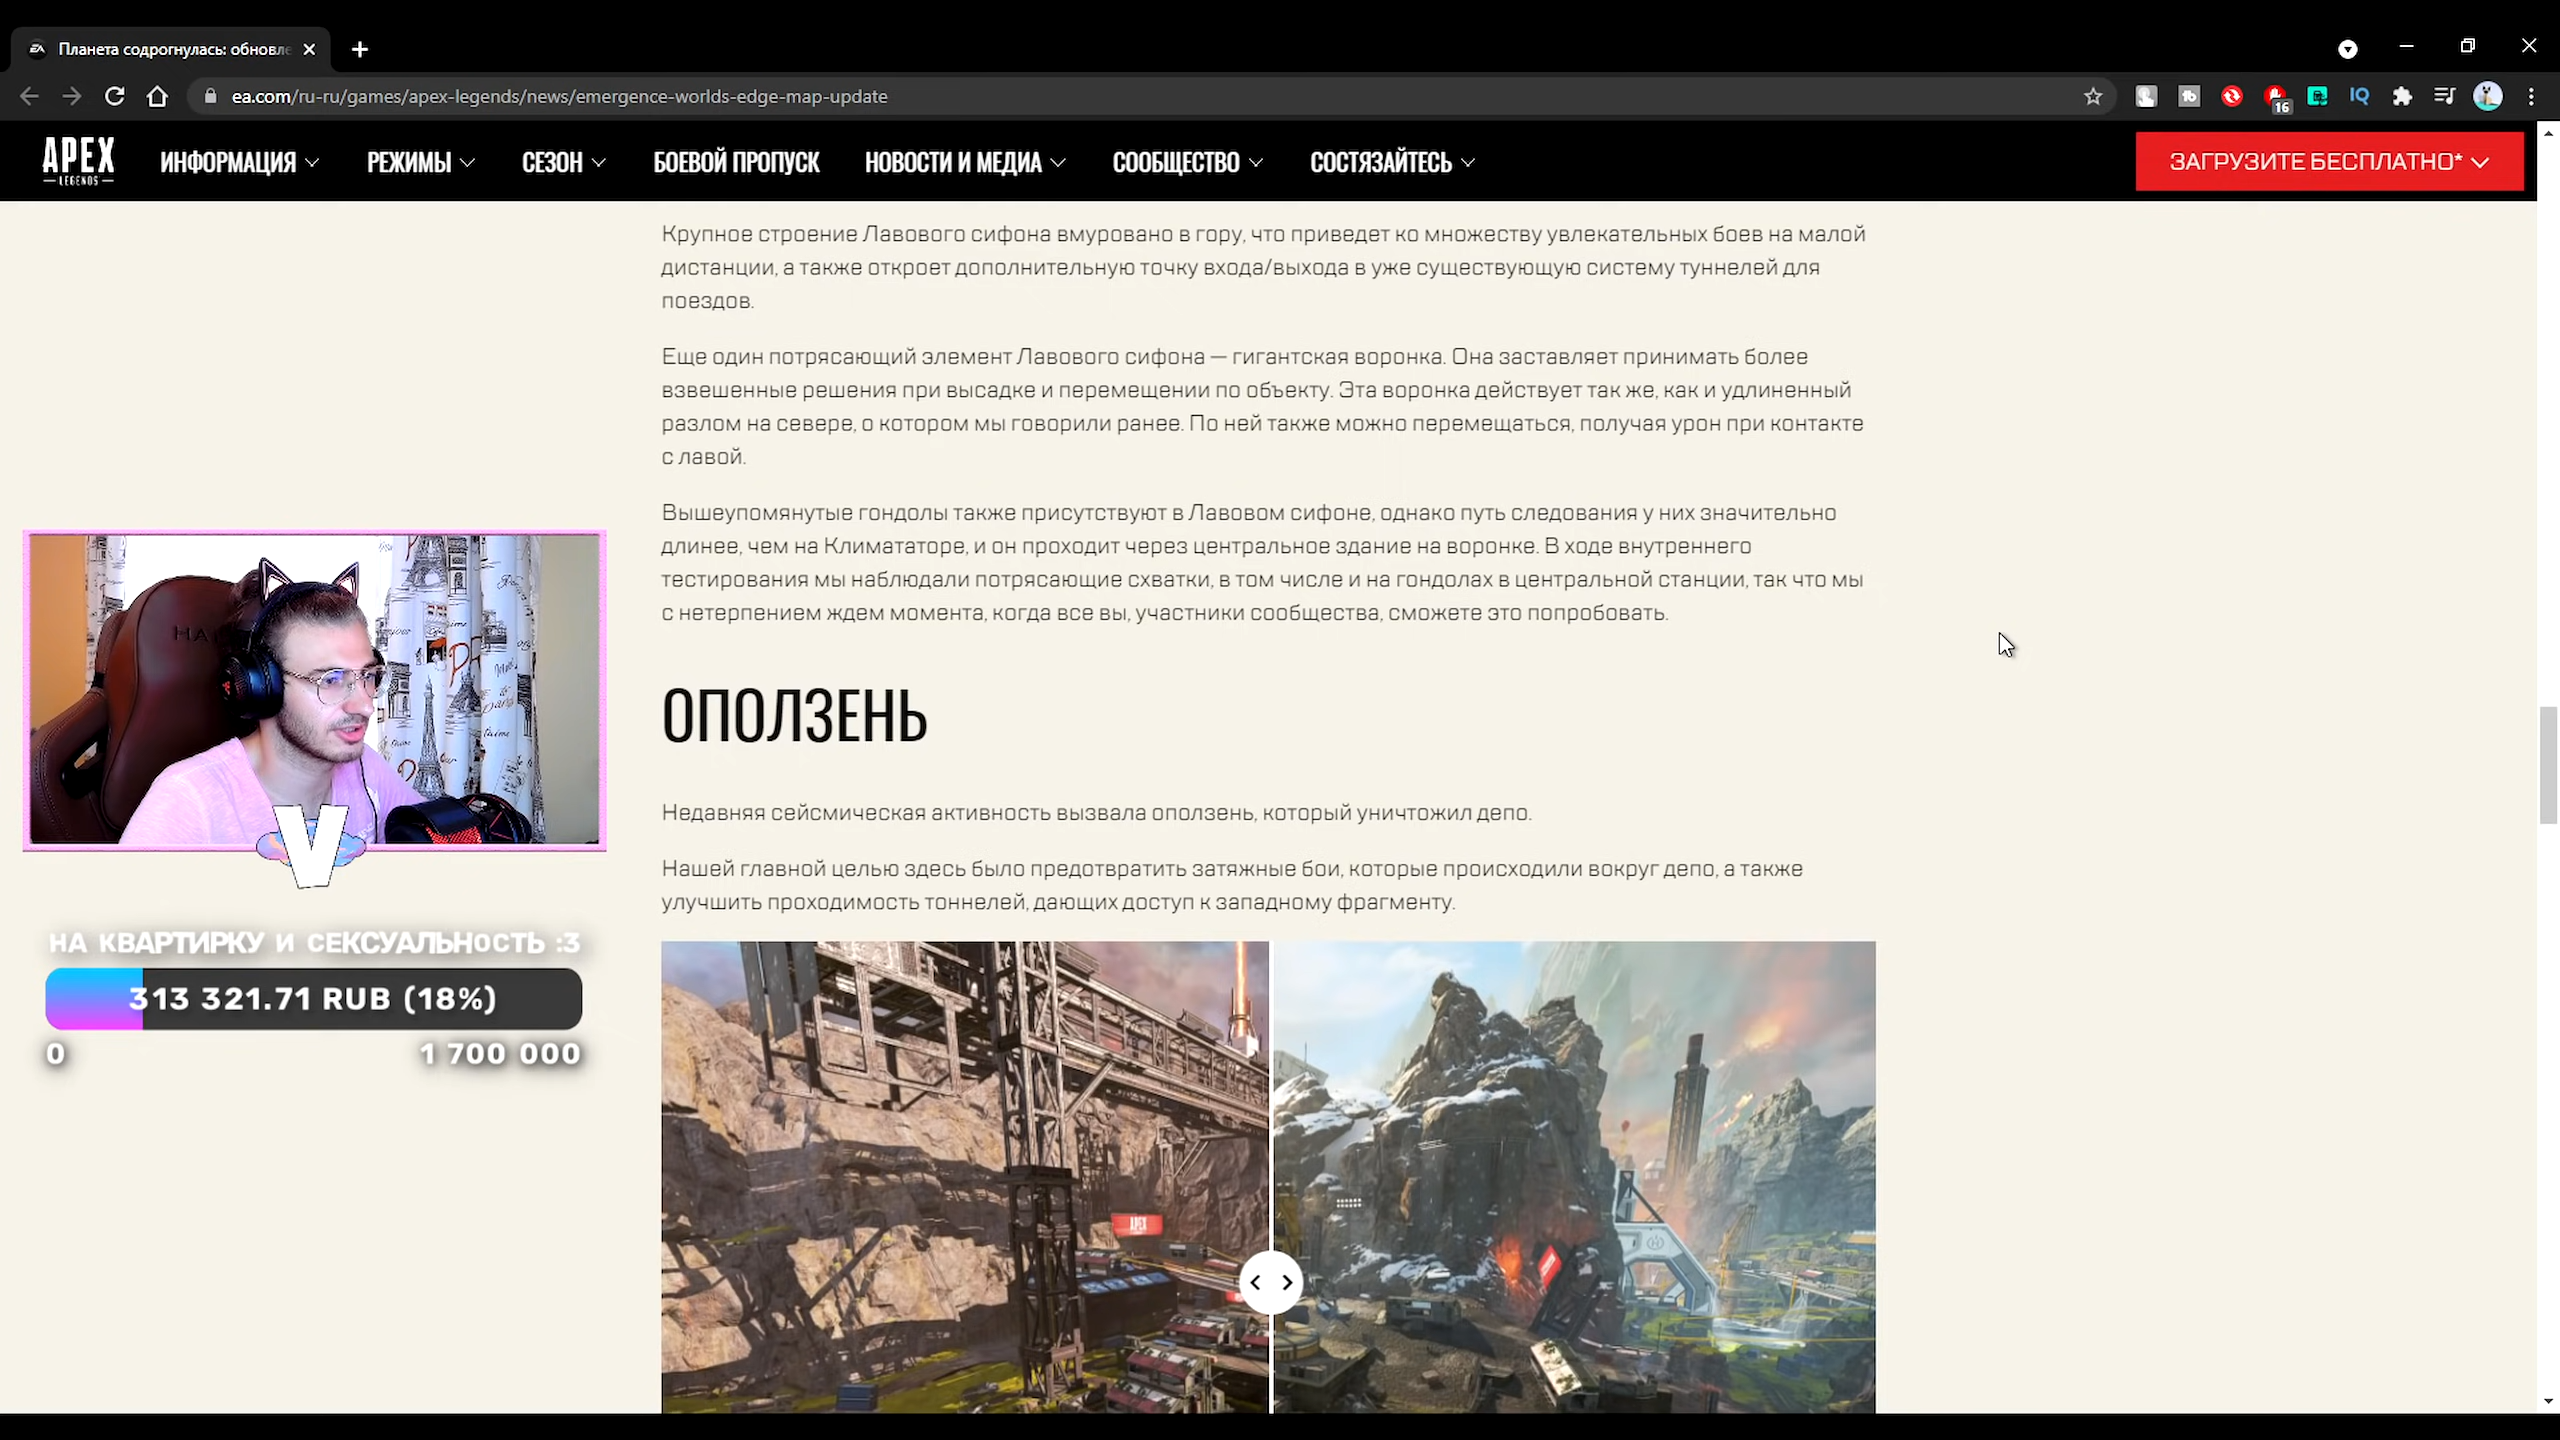 Планета содрогнулась: обновле
ea.com/ru-ru/games/apex-legends/news/emergence-worlds-edge-map-update
16
IQ
APEX
LEGENDS
ИНФОРМАЦИЯ
РЕЖИМЫ
СЕЗОН
БОЕВОЙ ПРОПУСК
НОВОСТИ И МЕДИА
СООБЩЕСТВО
СОСТЯЗАЙТЕСЬ
ЗАГРУЗИТЕ БЕСПЛАТНО*
Крупное строение Лавового сифона вмуровано в гору, что приведет ко множеству увлекательных боев на малой
дистанции, а также откроет дополнительную точку входа/выхода в уже существующую систему туннелей для
поездов.
Еще один потрясающий элемент Лавового сифона — гигантская воронка. Она заставляет принимать более
взвешенные решения при высадке и перемещении по объекту. Эта воронка действует так же, как и удлиненный
разлом на севере, о котором мы говорили ранее. По ней также можно перемещаться, получая урон при контакте
с лавой.
Вышеупомянутые гондолы также присутствуют в Лавовом сифоне, однако путь следования у них значительно
длинее, чем на Климататоре, и он проходит через центральное здание на воронке. В ходе внутреннего
тестирования мы наблюдали потрясающие схватки, в том числе и на гондолах в центральной станции, так что мы
с нетерпением ждем момента, когда все вы, участники сообщества, сможете это попробовать.
ОПОЛЗЕНЬ
Недавняя сейсмическая активность вызвала оползень, который уничтожил депо.
Нашей главной целью здесь было предотвратить затяжные бои, которые происходили вокруг депо, а также
улучшить проходимость тоннелей, дающих доступ к западному фрагменту.
APEX
V
НА КВАРТИРКУ И СЕКСУАЛЬНОСТЬ :3
313 321.71 RUB (18%)
0
1 700 000